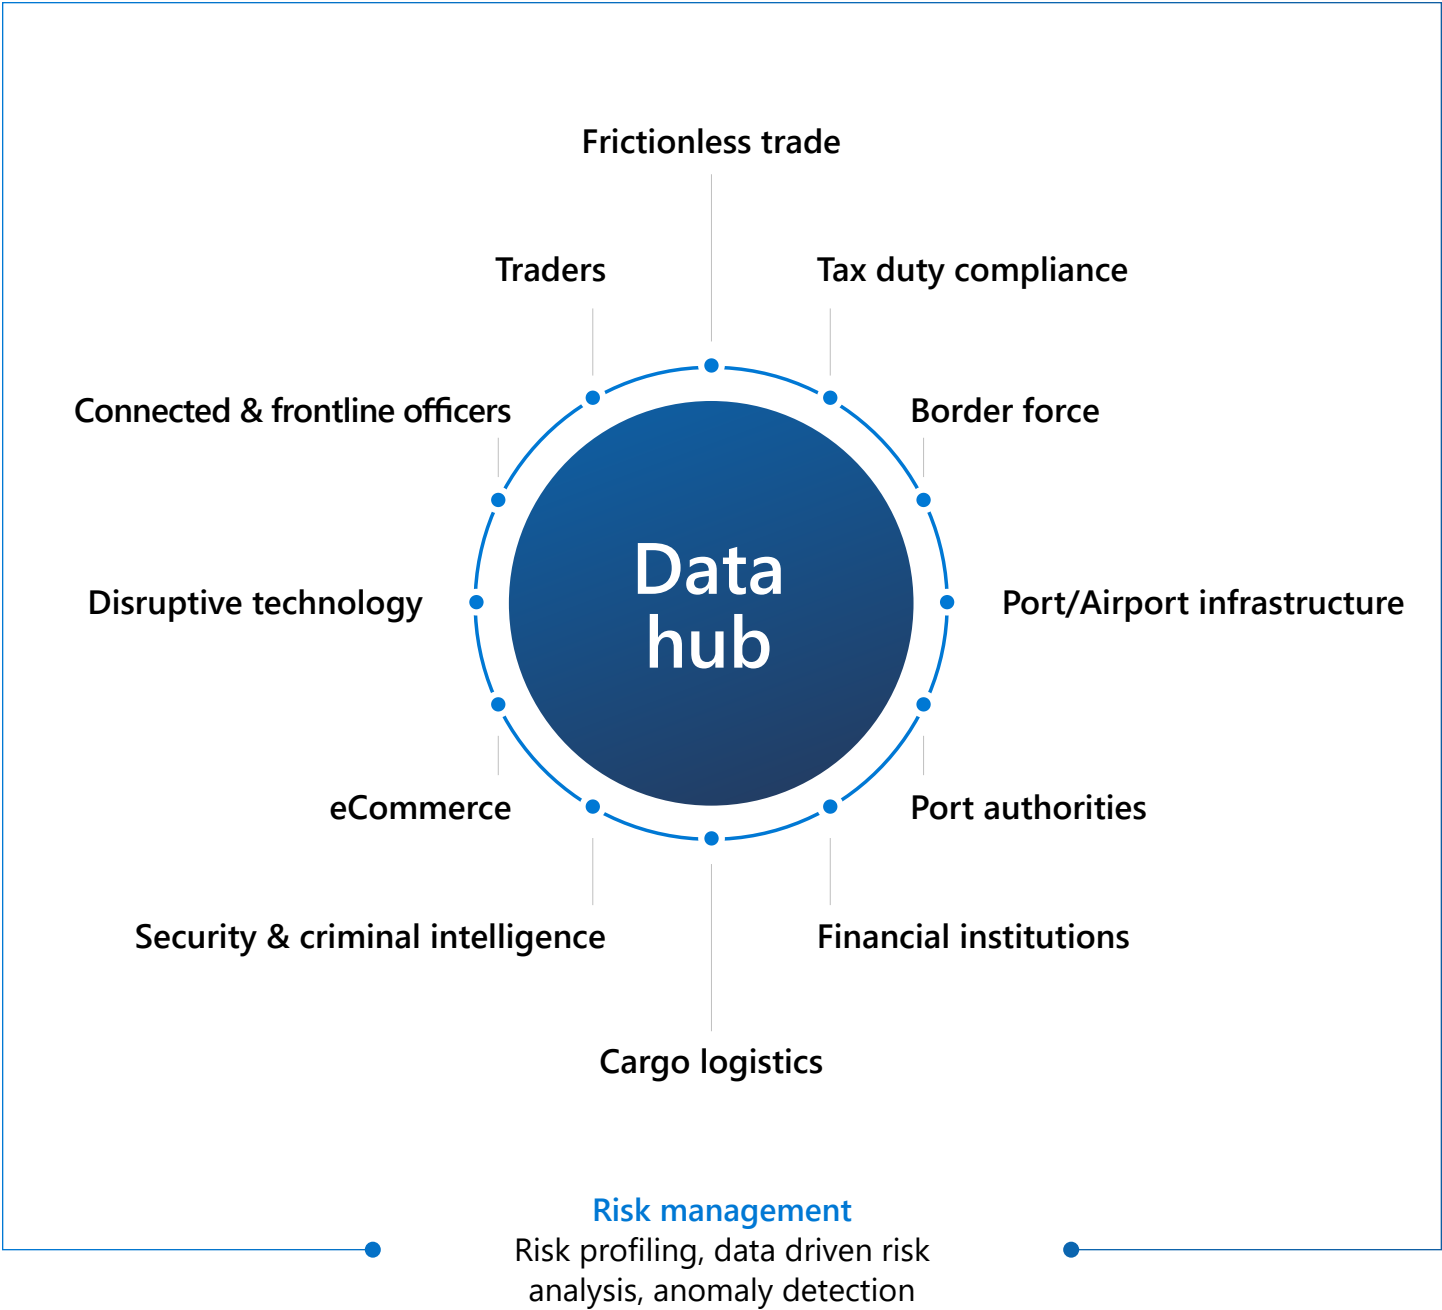 Frictionless trade
Traders
Tax duty compliance
Connected & frontline officers
Border force
Data
hub
Disruptive technology
Port/Airport infrastructure
eCommerce
Port authorities
Security & criminal intelligence
Financial institutions
Cargo logistics
Risk management
Risk profiling, data driven risk
analysis, anomaly detection